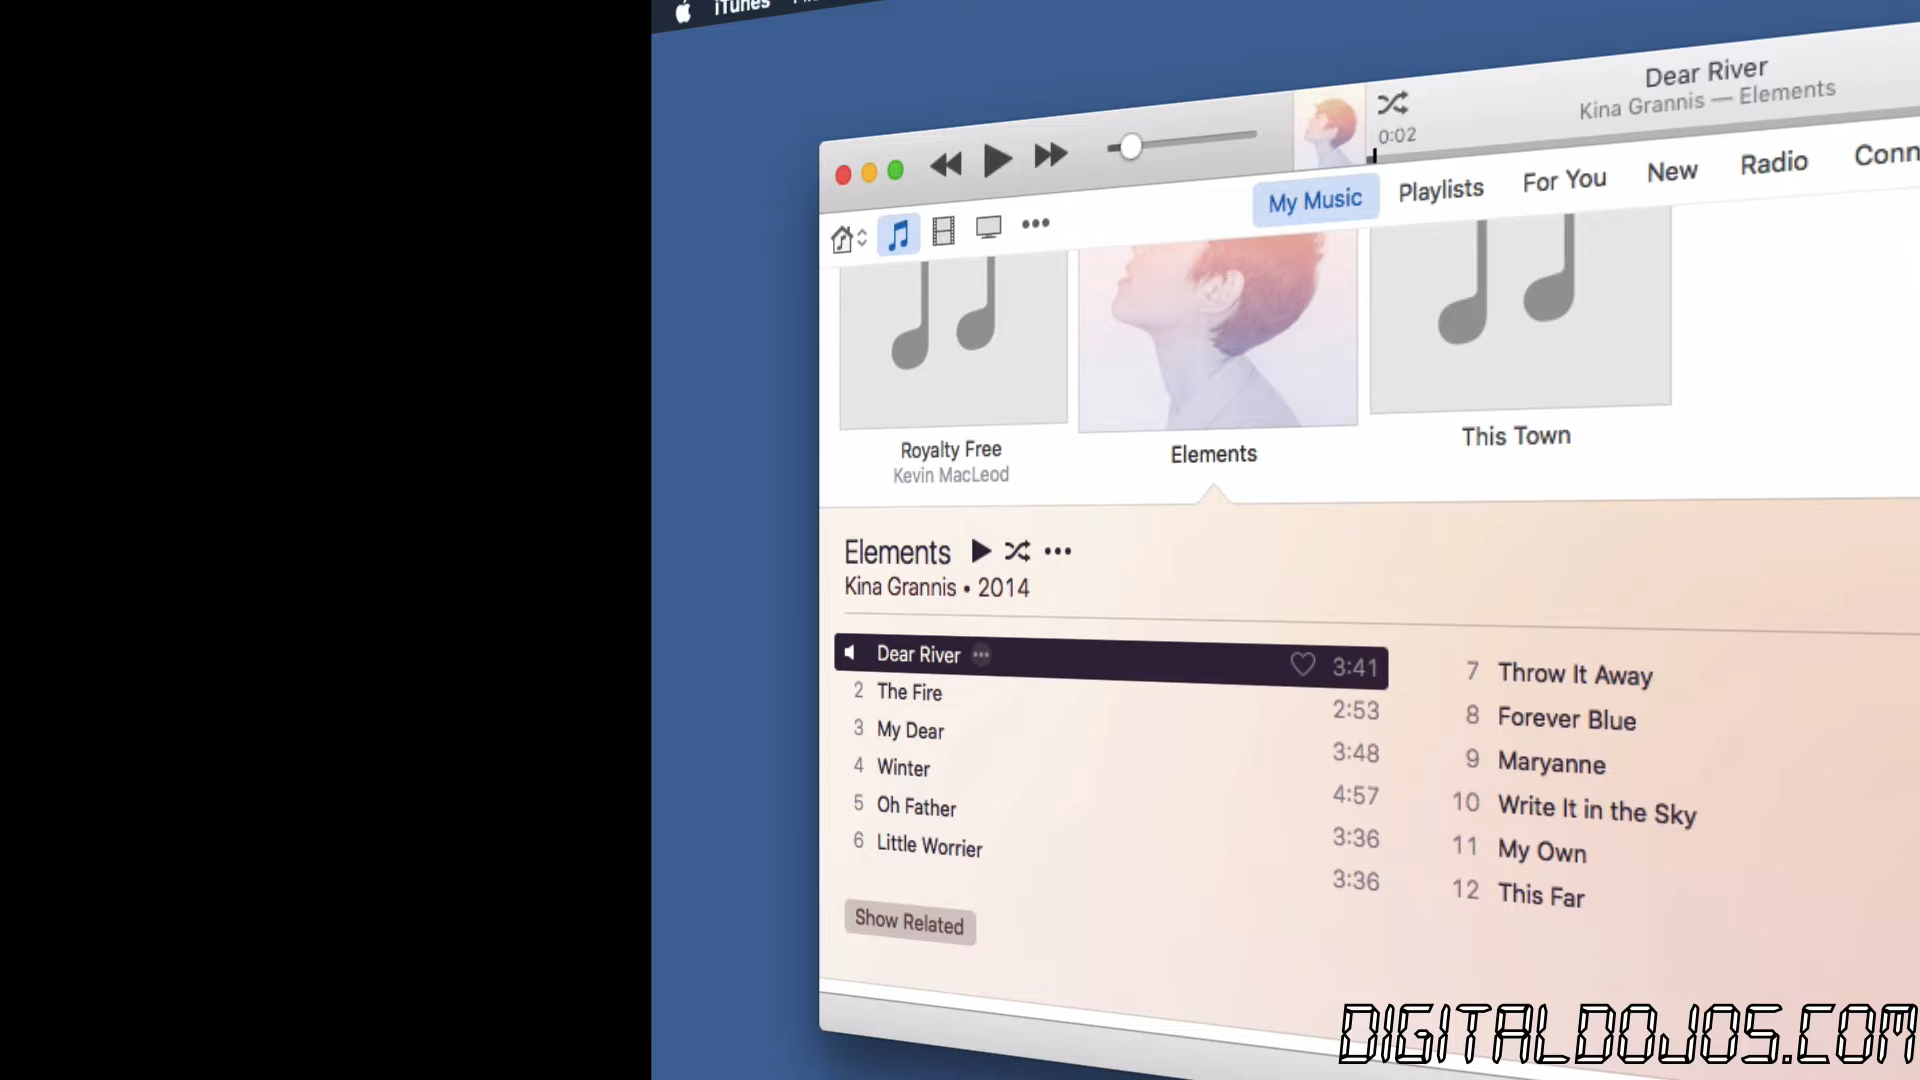 iTunes
Dear River
Kina Grannis — Elements
0:02
My Music
Playlists
For You
New
Radio
Conn
Royalty Free
Kevin MacLeod
Elements
This Town
Elements
Kina Grannis • 2014
Dear River 3:41
2 The Fire 2:53
3 My Dear 3:48
4 Winter 4:57
5 Oh Father 3:36
6 Little Worrier 3:36
7 Throw It Away
8 Forever Blue
9 Maryanne
10 Write It in the Sky
11 My Own
12 This Far
Show Related
DIGITALDOJOS.COM